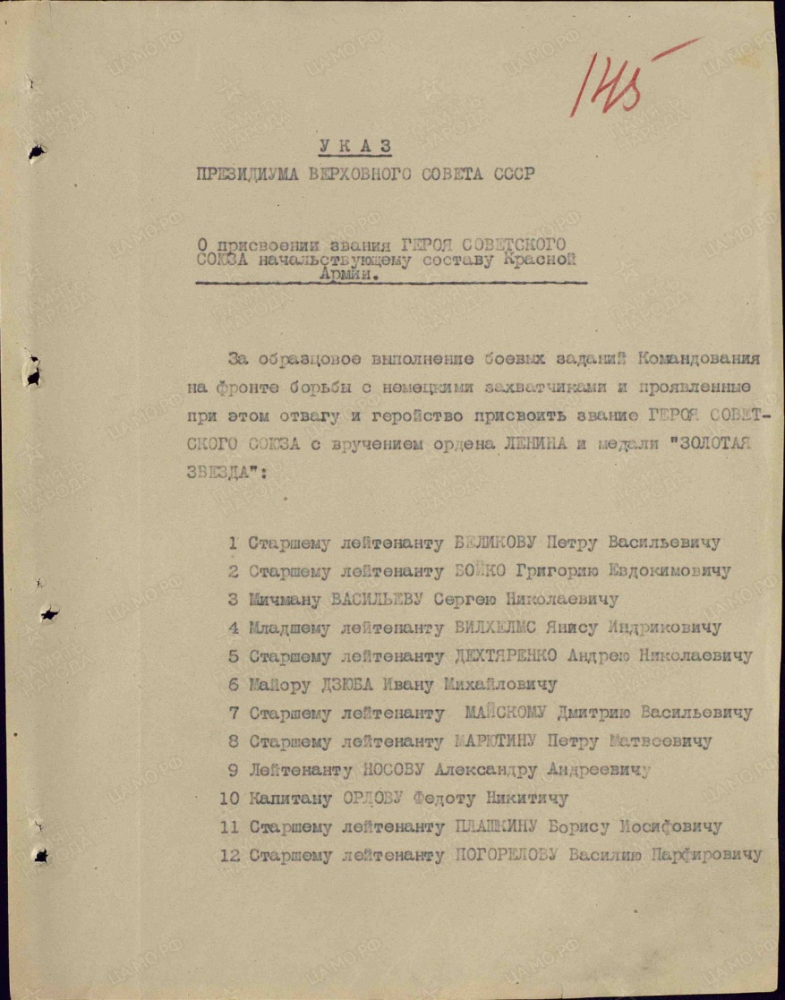 145
УКАЗ
ПРЕЗИДИУМА ВЕРХОВНОГО СОВЕТА СССР
О присвоении звания ГЕРОЯ СОВЕТСКОГО
СОЮЗА начальствующему составу Красной
Армии.
За образцовое выполнение боевых заданий Командования
на фронте борьбы с немецкими захватчиками и проявленные
при этом отвагу и геройство присвоить звание ГЕРОЯ СОВЕТ-
СКОГО СОЮЗА с вручением ордена ЛЕНИНА и медали "ЗОЛОТАЯ
ЗВЕЗДА":
1 Старшему лейтенанту БЕЛИКОВУ Петру Васильевичу
2 Старшему лейтенанту БОЙКО Григорию Евдокимовичу
3 Мичману ВАСИЛЬЕВУ Сергею Николаевичу
4 Младшему лейтенанту ВИЛХЕЛМС Янису Индриковичу
5 Старшему лейтенанту ДЕХТЯРЕНКО Андрею Николаевичу
6 Майору ДЗЮБА Ивану Михайловичу
7 Старшему лейтенанту МАЙСКОМУ Дмитрию Васильевичу
8 Старшему лейтенанту МАРЮТИНУ Петру Матвеевичу
9 Лейтенанту НОСОВУ Александру Андреевичу
10 Капитану ОРЛОВУ Федоту Никитичу
11 Старшему лейтенанту ПЛАШКИНУ Борису Иосифовичу
12 Старшему лейтенанту ПОГОРЕЛОВУ Василию Парфировичу